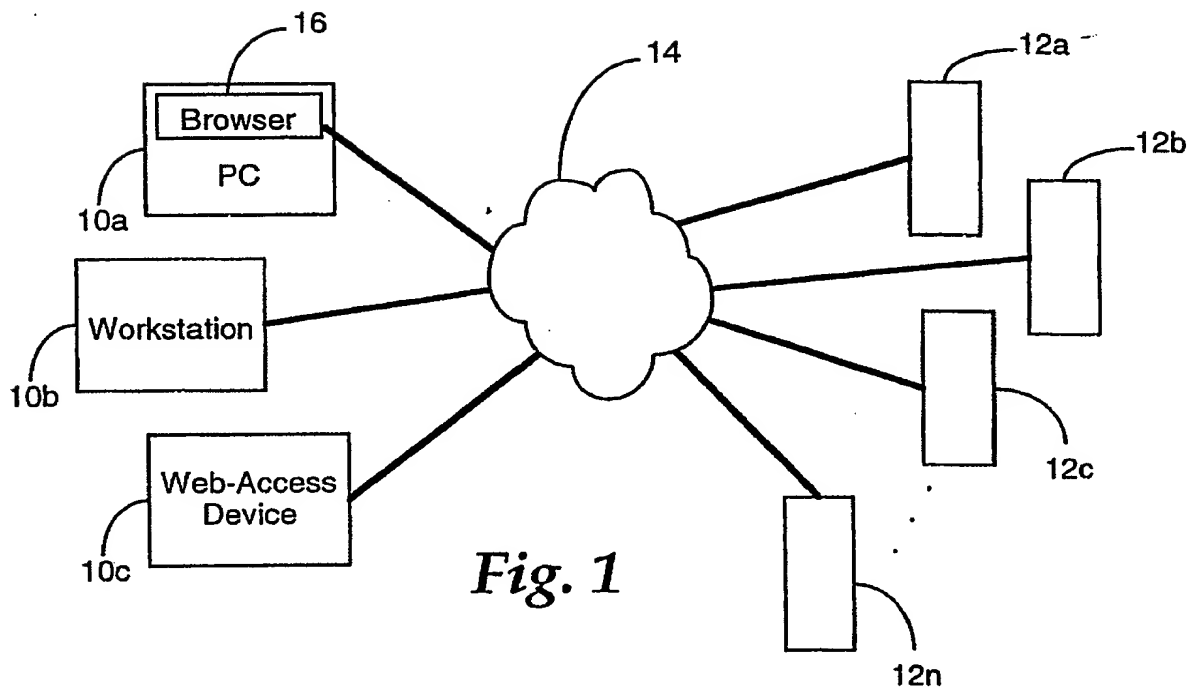 16
14
12a
Browser
12b
PC
10a
Workstation
10b
Web-Access
Device
12c
10c
Fig. 1
12n